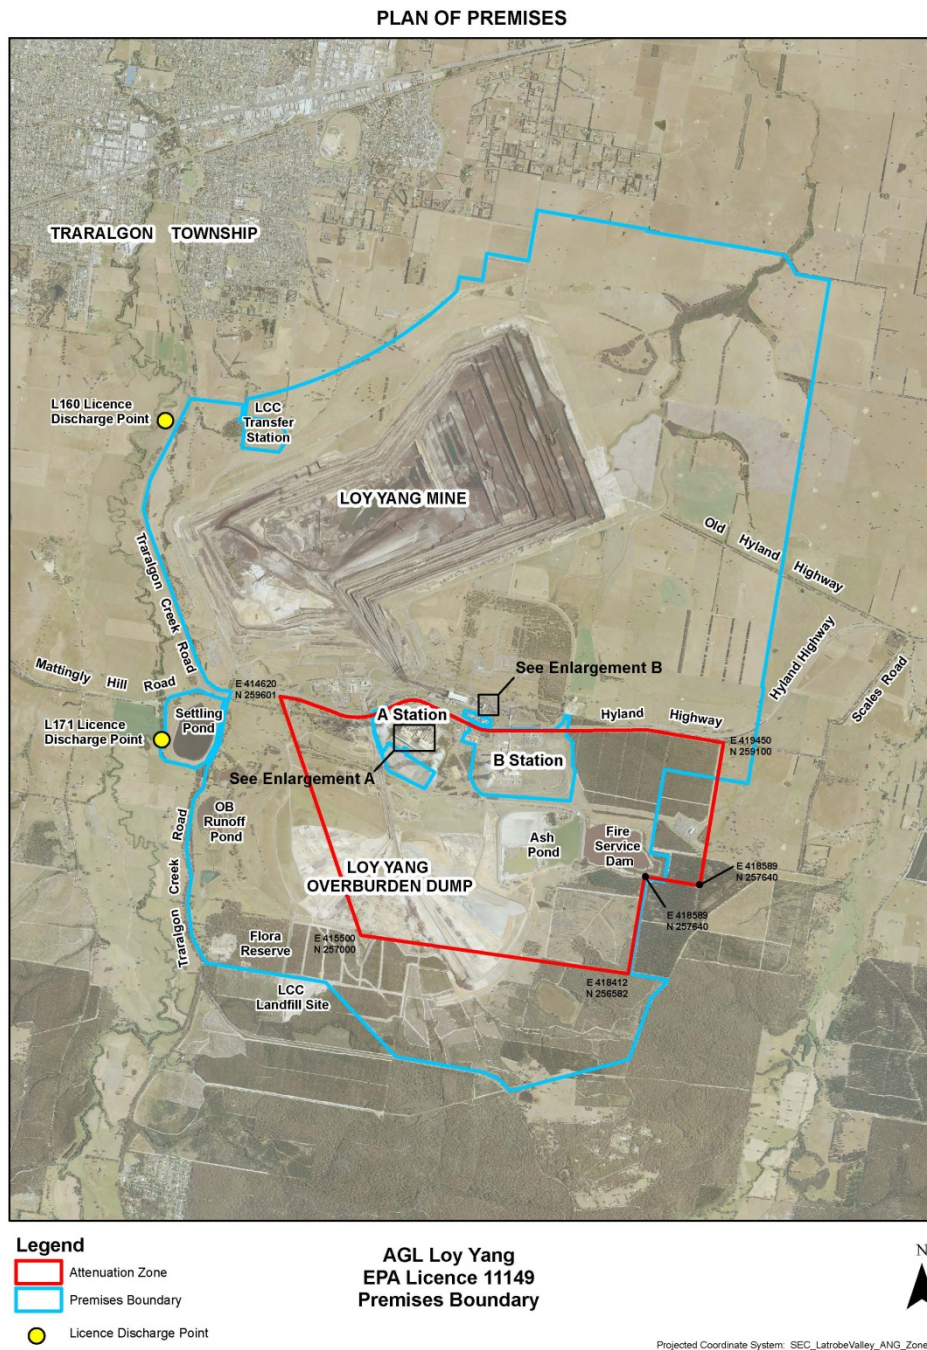 PLAN OF PREMISES
TRARALGON TOWNSHIP
L160 Licence
Discharge Point
LCC
Transfer
Station
LOY YANG MINE
Old Hyland Highway
Traralgon Creek Road
Hyland Highway
Scales Road
Mattingly Hill Road
E 414620
N 259601
See Enlargement B
Settling
Pond
A Station
Hyland Highway
L171 Licence
Discharge Point
E 419450
N 259100
B Station
See Enlargement A
OB
Runoff
Pond
Traralgon Creek Road
Ash
Pond
Fire
Service
Dam
LOY YANG
OVERBURDEN DUMP
E 418589
N 257640
E 418589
N 257640
Flora
Reserve
E 415500
N 257000
LCC
Landfill Site
E 418412
N 256582
Legend
Attenuation Zone
Premises Boundary
Licence Discharge Point
AGL Loy Yang
EPA Licence 11149
Premises Boundary
N
Projected Coordinate System: SEC_LatrobeValley_ANG_Zone